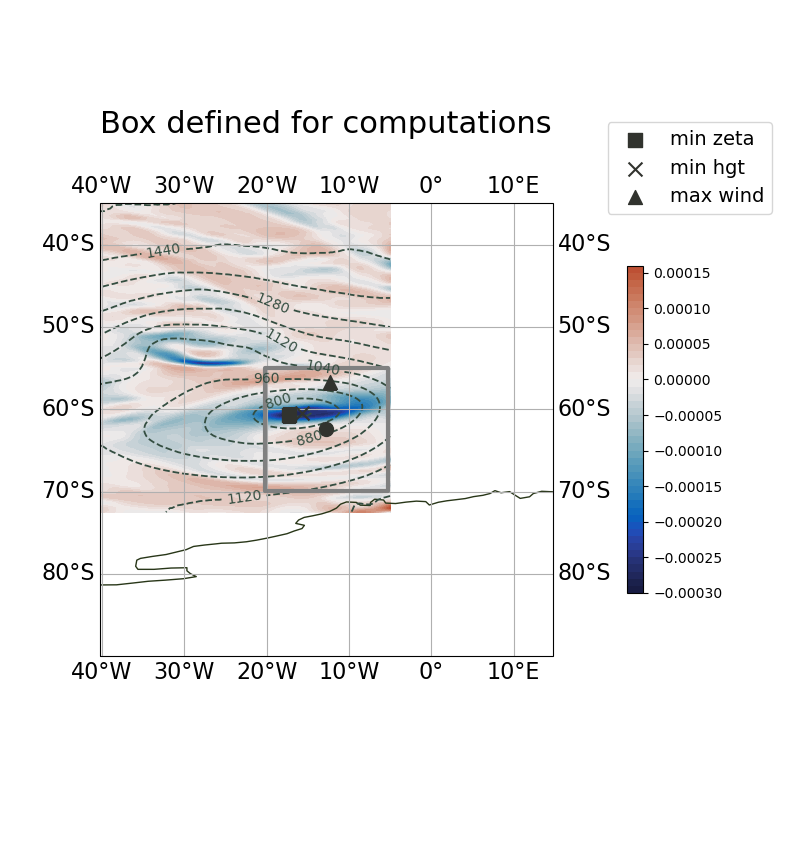 Box defined for computations
min zeta
min hgt
max wind
40°W 30°W 20°W 10°W 0° 10°E
40°S 40°S
50°S 50°S
60°S 60°S
70°S 70°S
80°S 80°S
40°W 30°W 20°W 10°W 0° 10°E
1440
1280
1120
1040
960
800
880
1120
0.00015
0.00010
0.00005
0.00000
−0.00005
−0.00010
−0.00015
−0.00020
−0.00025
−0.00030